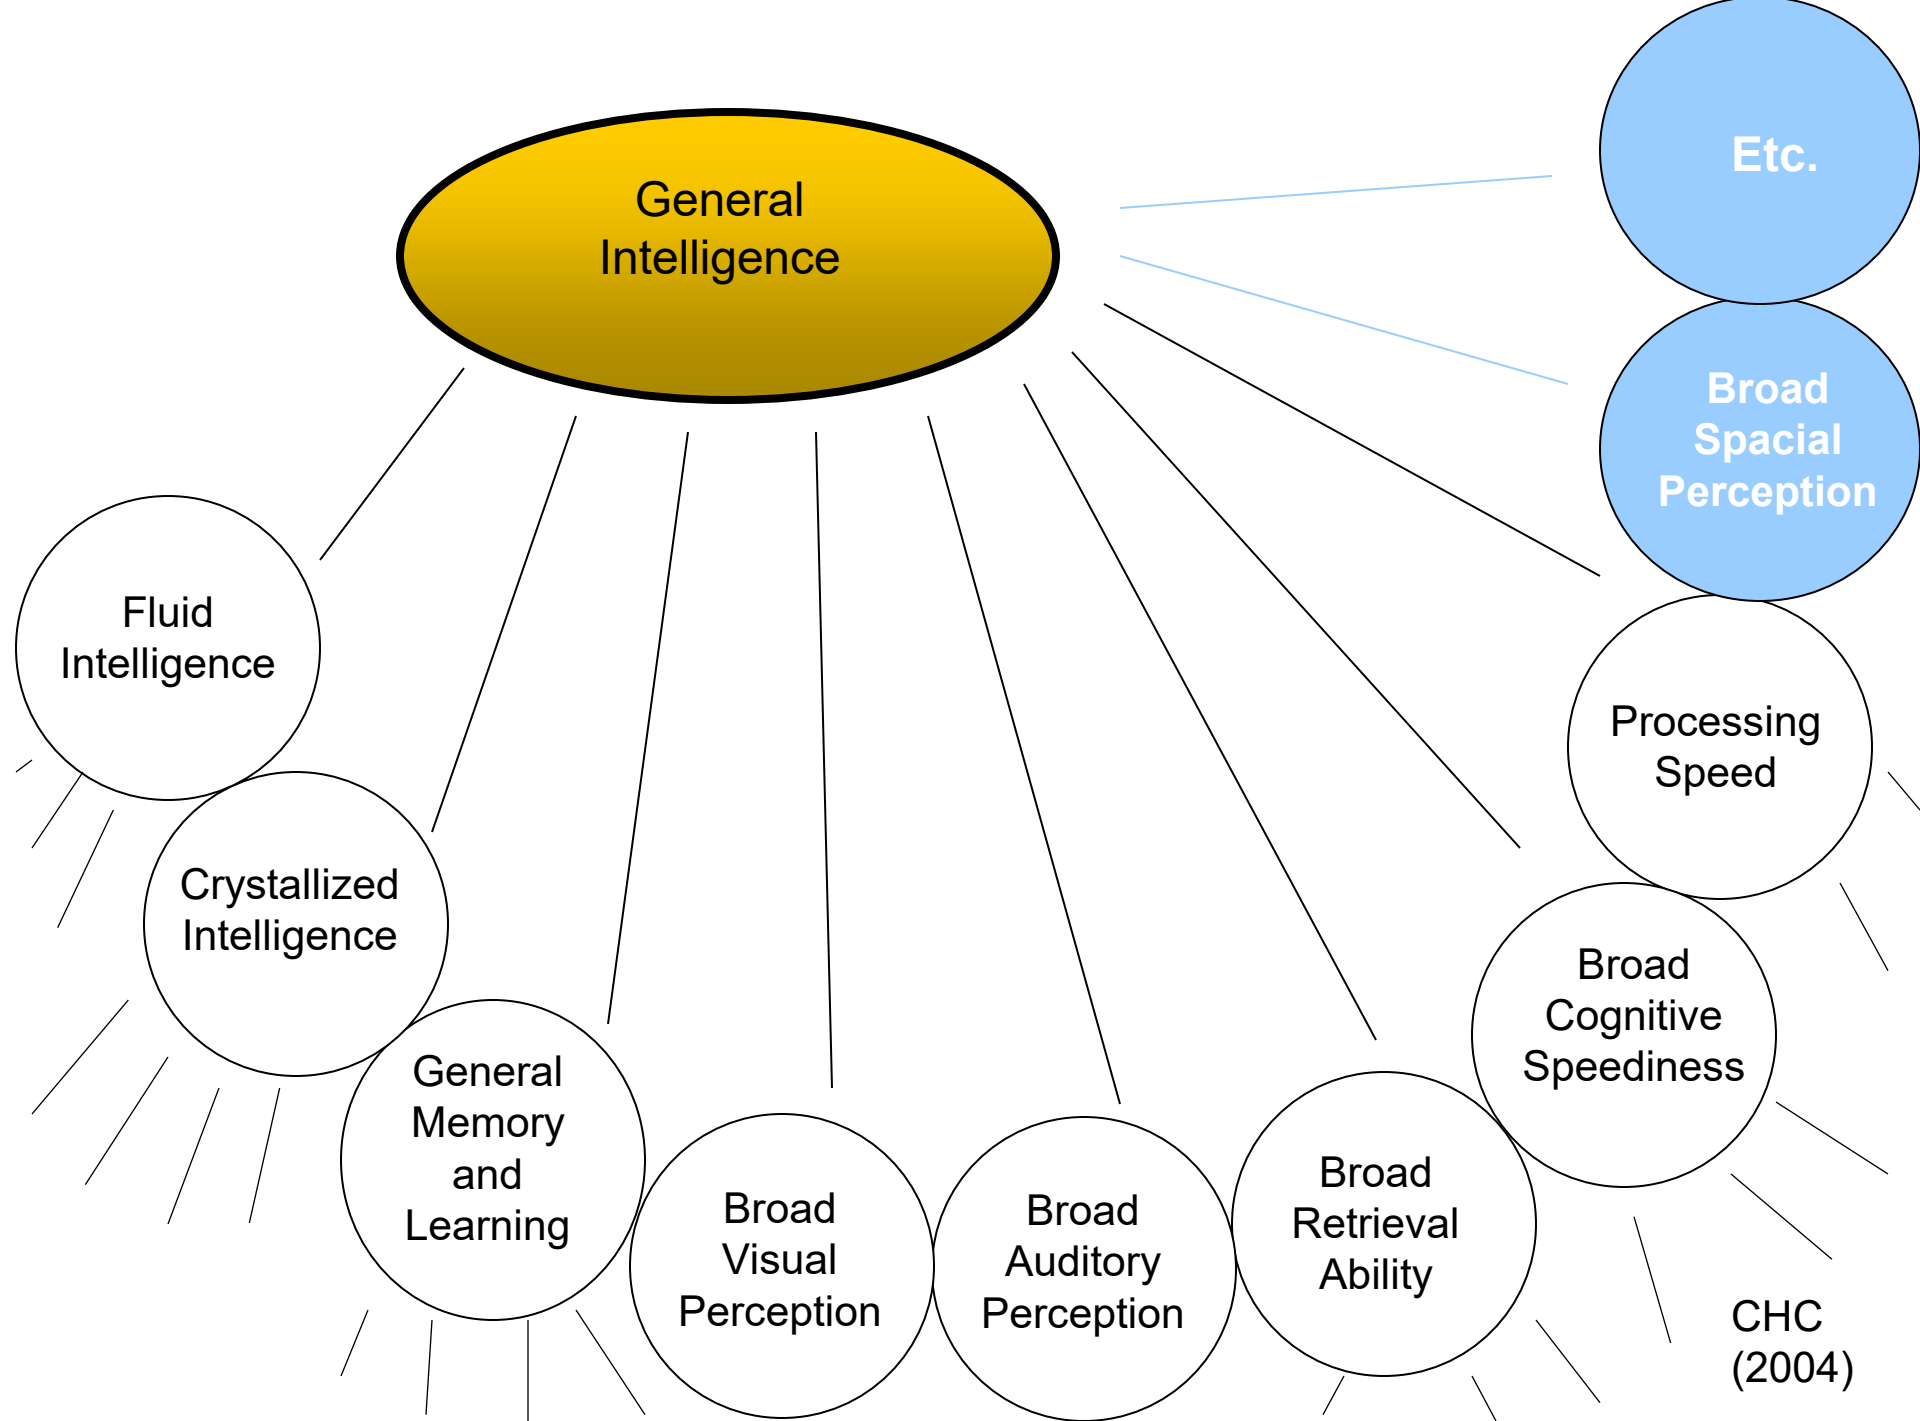 General
Intelligence
Etc.
Broad
Spacial
Perception
Fluid
Intelligence
Processing
Speed
Crystallized
Intelligence
Broad
Cognitive
Speediness
General
Memory
and
Learning
Broad
Visual
Perception
Broad
Auditory
Perception
Broad
Retrieval
Ability
CHC
(2004)